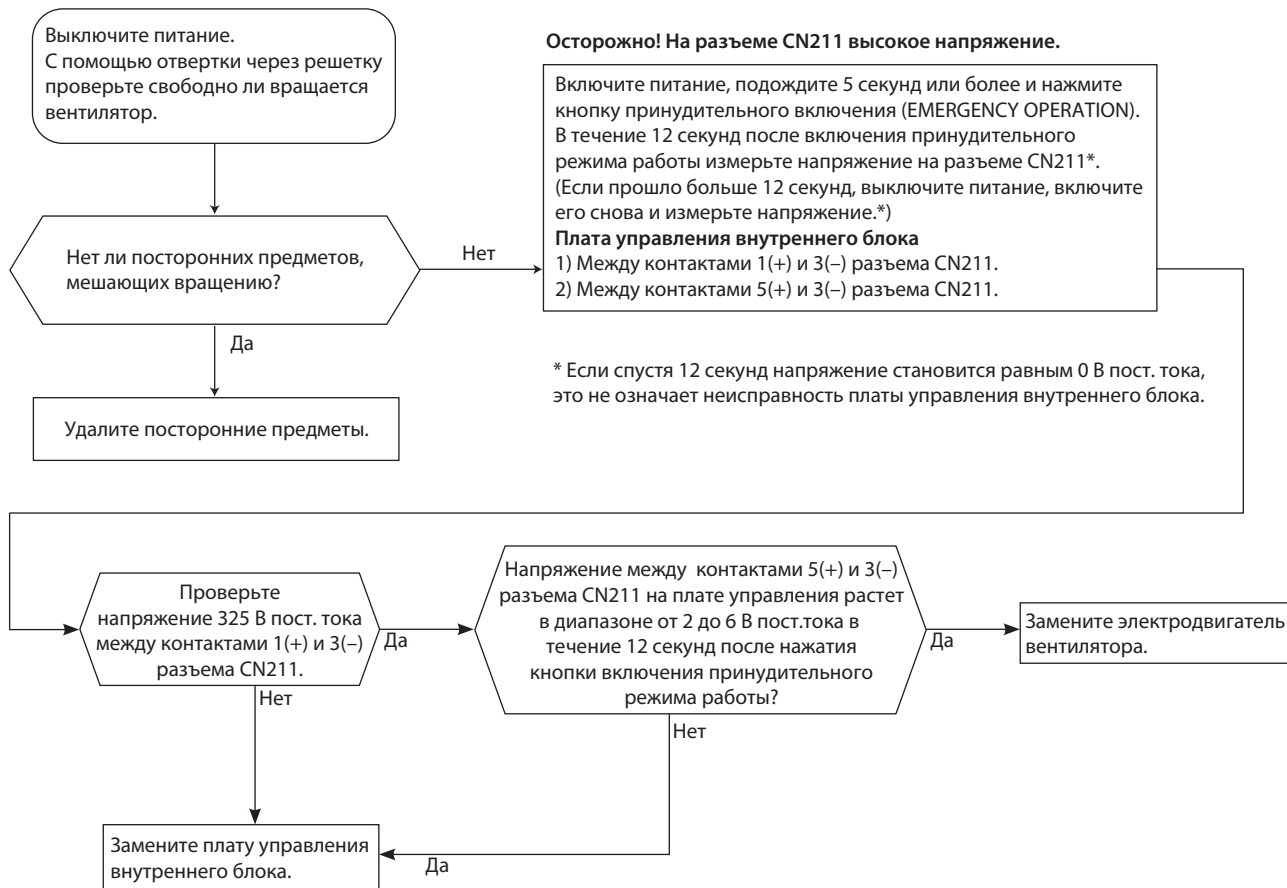 Выключите питание.
С помощью отвертки через решетку
проверьте свободно ли вращается
вентилятор.
Осторожно! На разъеме CN211 высокое напряжение.
Включите питание, подождите 5 секунд или более и нажмите
кнопку принудительного включения (EMERGENCY OPERATION).
В течение 12 секунд после включения принудительного
режима работы измерьте напряжение на разъеме CN211*.
(Если прошло больше 12 секунд, выключите питание, включите
его снова и измерьте напряжение.*)
Плата управления внутреннего блока
1) Между контактами 1(+) и 3(–) разъема CN211.
2) Между контактами 5(+) и 3(–) разъема CN211.
Нет ли посторонних предметов,
мешающих вращению?
Нет
Да
Удалите посторонние предметы.
* Если спустя 12 секунд напряжение становится равным 0 В пост. тока,
это не означает неисправность платы управления внутреннего блока.
Проверьте
напряжение 325 В пост. тока
между контактами 1(+) и 3(–)
разъема CN211.
Да
Нет
Напряжение между контактами 5(+) и 3(–)
разъема CN211 на плате управления растет
в диапазоне от 2 до 6 В пост.тока в
течение 12 секунд после нажатия
кнопки включения принудительного
режима работы?
Да
Нет
Замените электродвигатель
вентилятора.
Замените плату управления
внутреннего блока.
Да